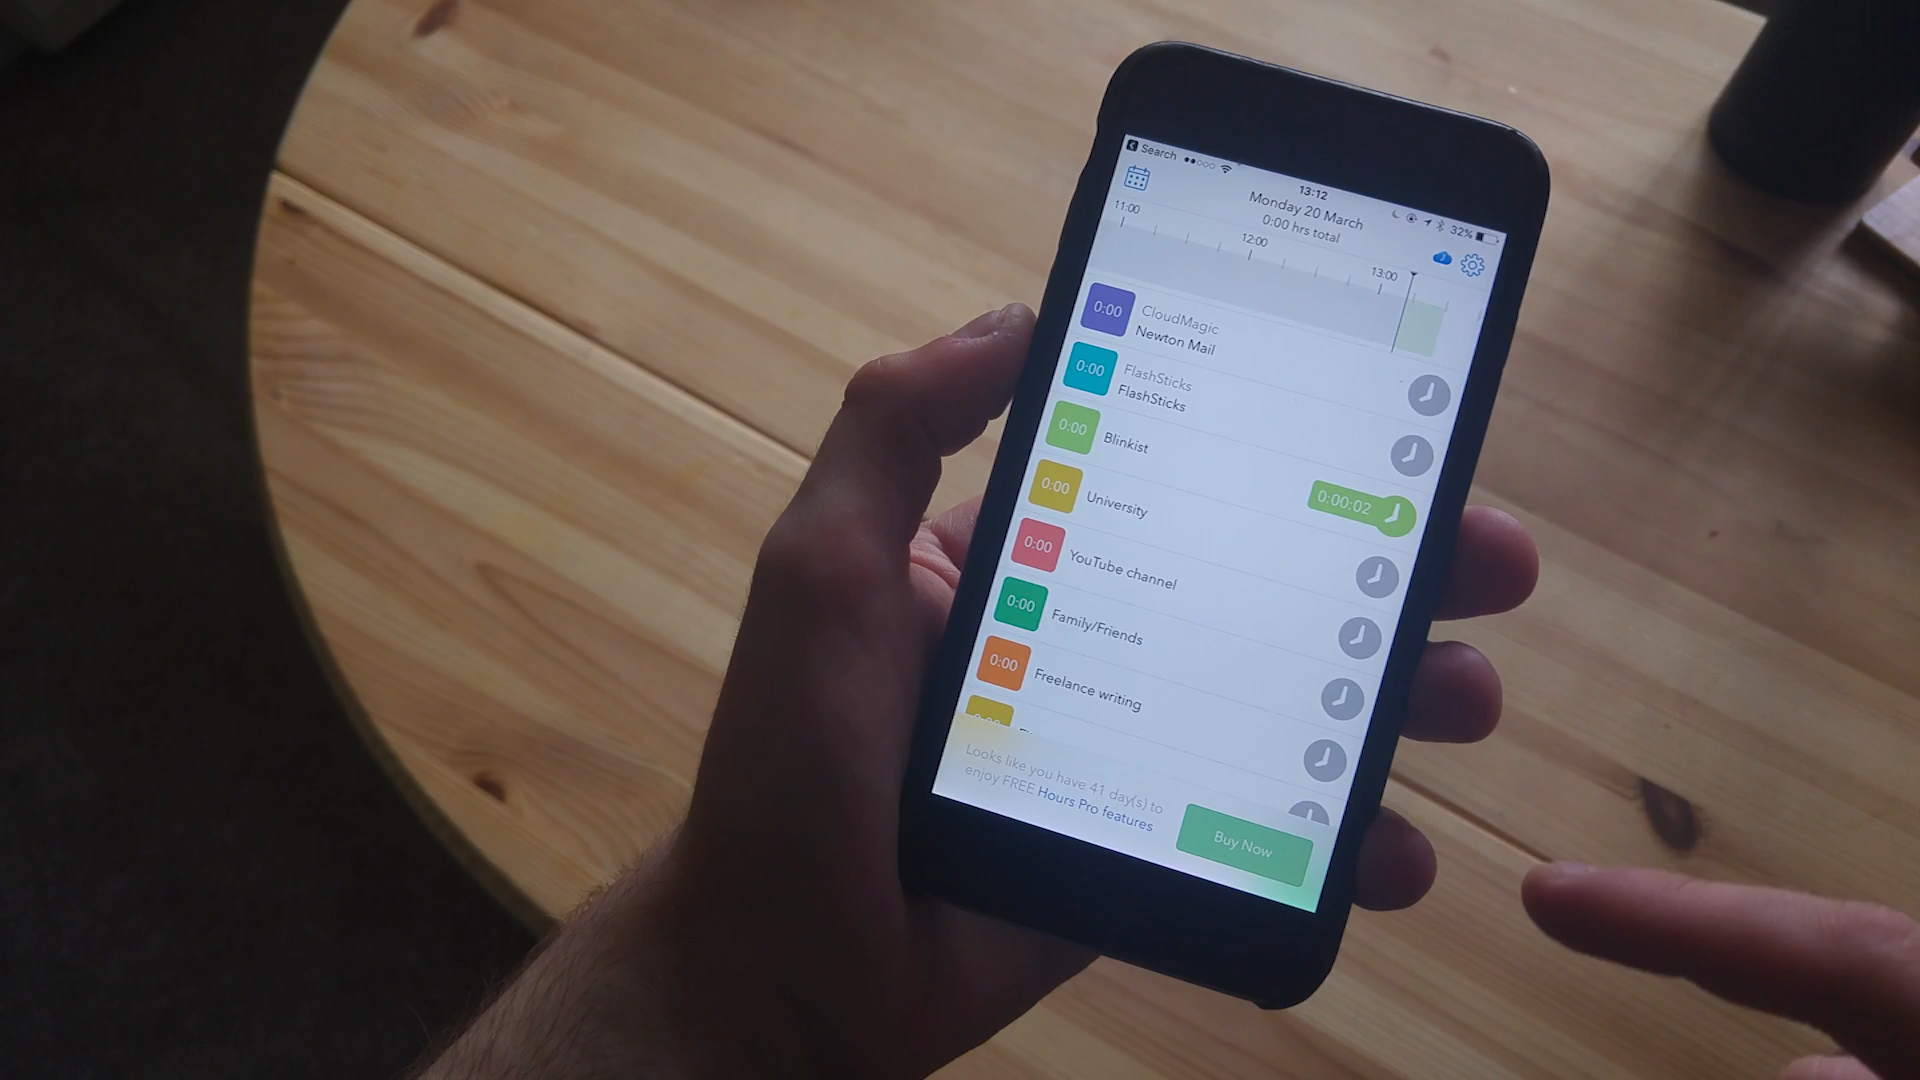 Search
13:12
32%
Monday 20 March
0:00 hrs total
11:00
12:00
13:00
0:00
CloudMagic
Newton Mail
0:00
FlashSticks
FlashSticks
0:00
Blinkist
0:00:02
0:00
University
0:00
YouTube channel
0:00
Family/Friends
0:00
Freelance writing
Looks like you have 41 day(s) to
enjoy FREE Hours Pro features
Buy Now